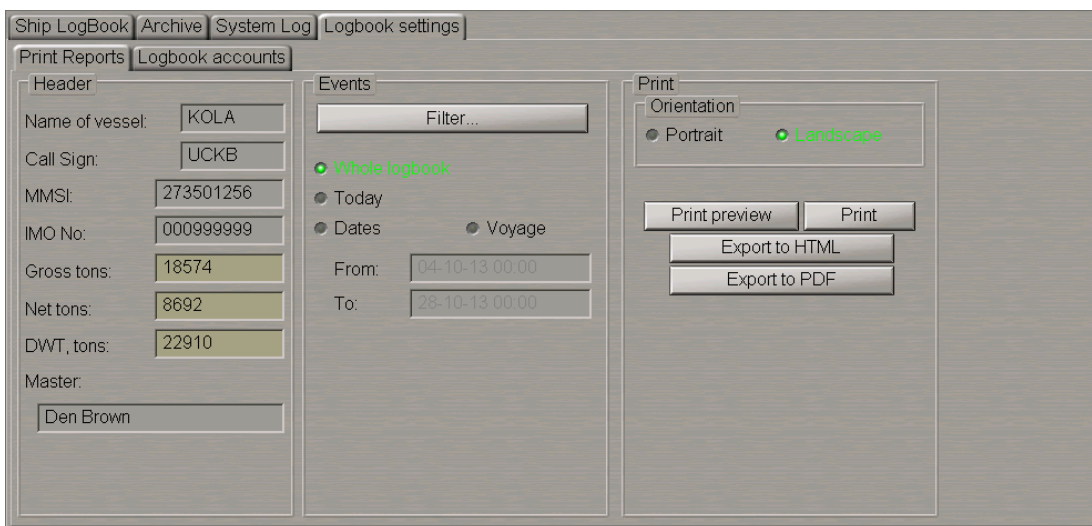 Ship LogBook Archive System Log Logbook settings
Print Reports Logbook accounts
Header
Name of vessel: KOLA
Call Sign: UCKB
MMSI: 273501256
IMO No: 000999999
Gross tons: 18574
Net tons: 8692
DWT, tons: 22910
Master:
Den Brown
Events
Filter...
Whole logbook
Today
Dates Voyage
From: 04-10-13 00:00
To: 28-10-13 00:00
Print
Orientation
Portrait Landscape
Print preview Print
Export to HTML
Export to PDF